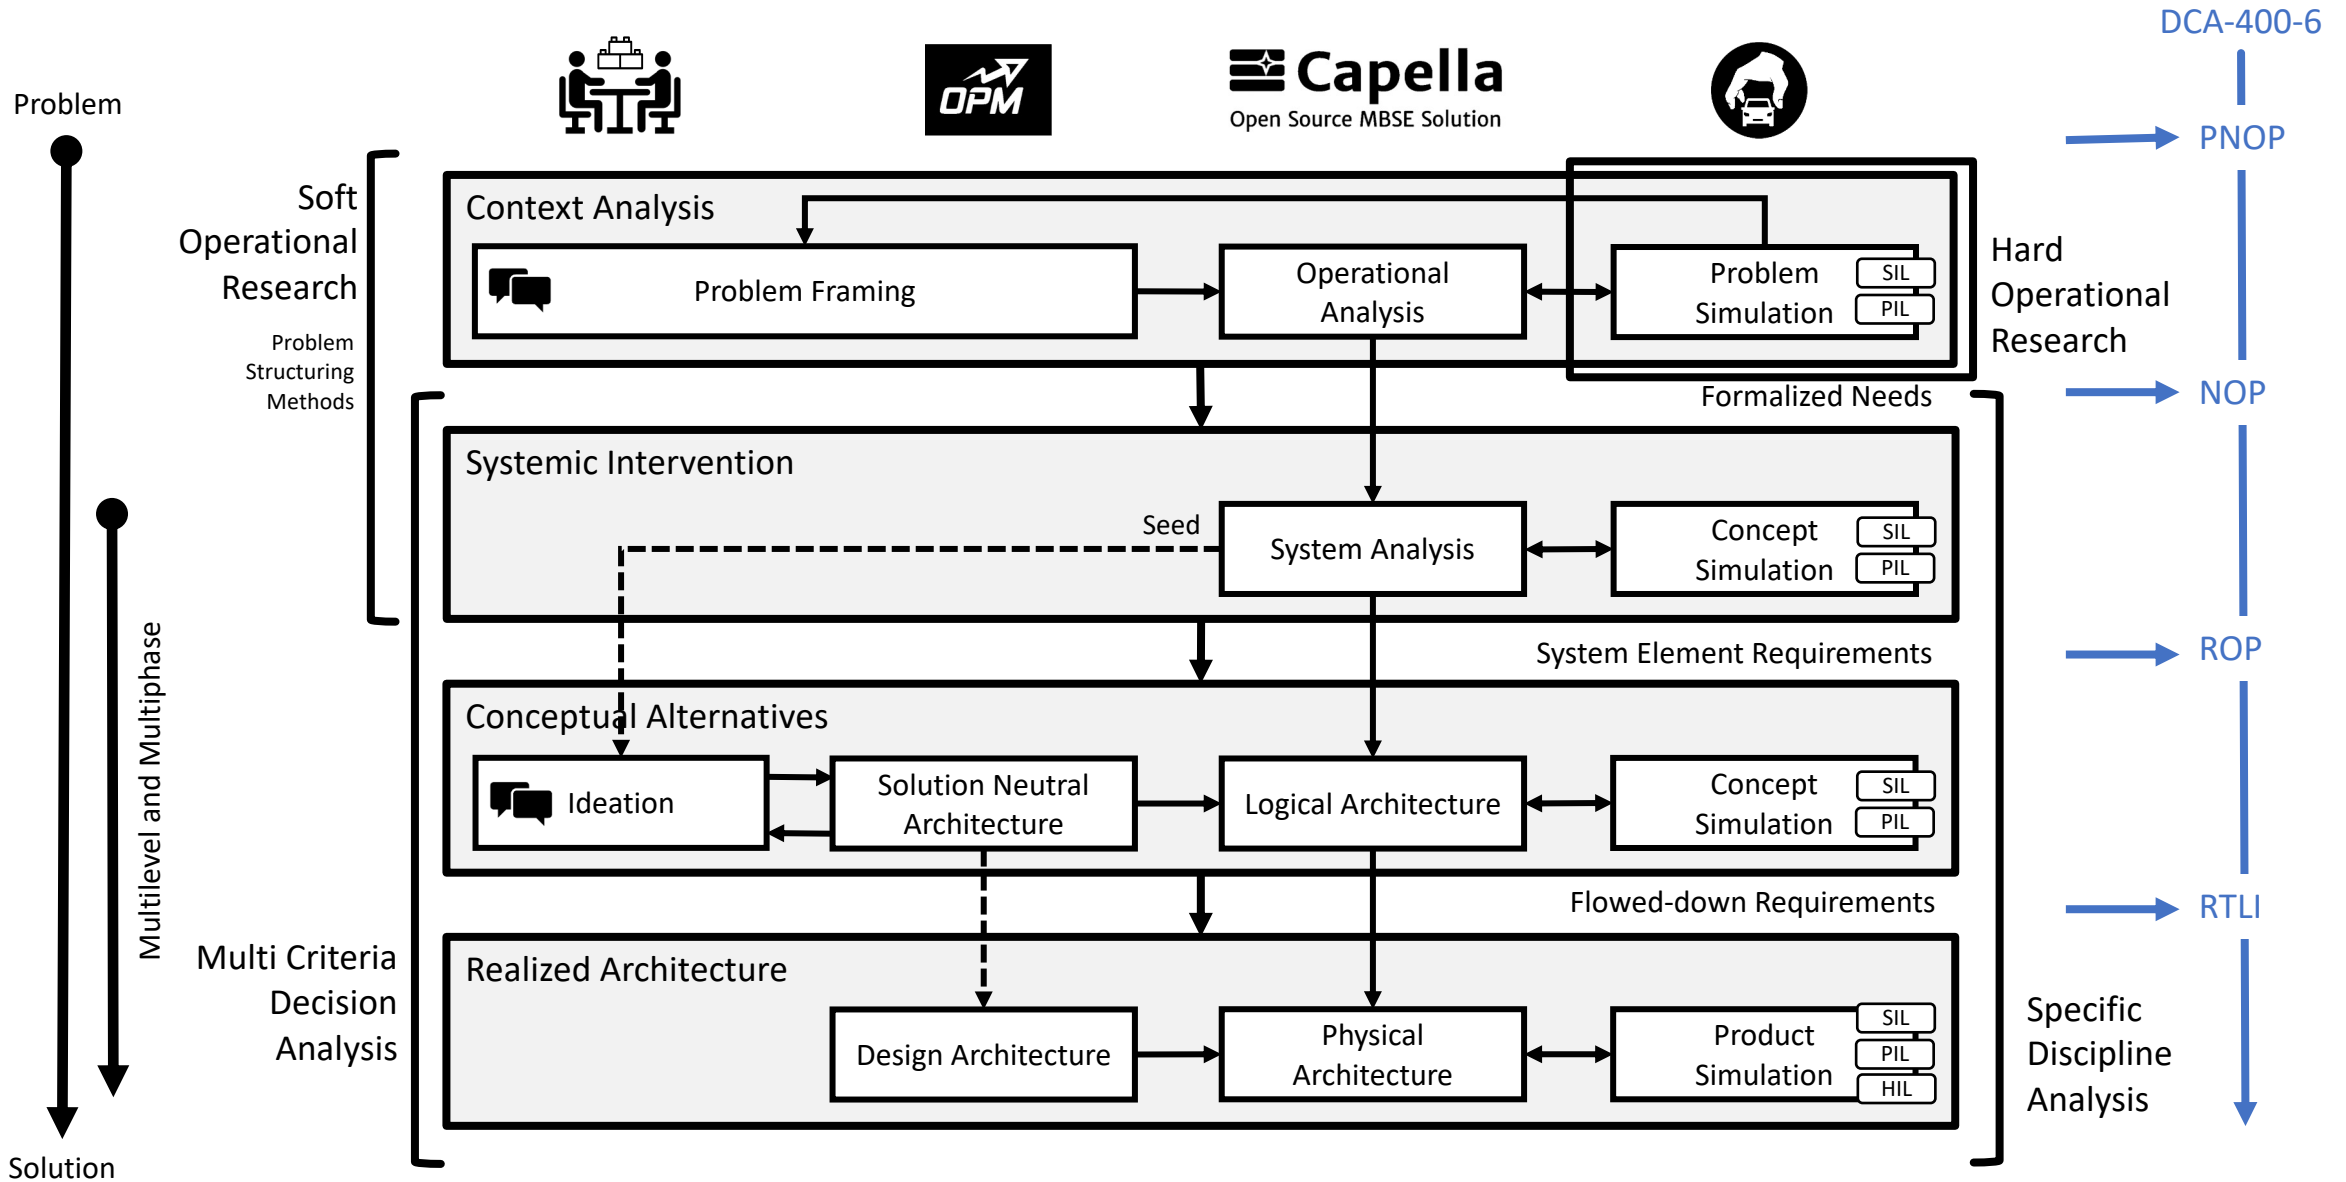 DCA-400-6
Problem
OPM
Capella
Open Source MBSE Solution
PNOP
Soft
Operational
Research
Problem
Structuring
Methods
Context Analysis
Problem Framing
Operational
Analysis
Problem
Simulation
SIL
PIL
Hard
Operational
Research
Formalized Needs
NOP
Systemic Intervention
Seed
System Analysis
Concept
Simulation
SIL
PIL
System Element Requirements
ROP
Multilevel and Multiphase
Conceptual Alternatives
Ideation
Solution Neutral
Architecture
Logical Architecture
Concept
Simulation
SIL
PIL
Flowed-down Requirements
RTLI
Multi Criteria
Decision
Analysis
Realized Architecture
Design Architecture
Physical
Architecture
Product
Simulation
SIL
PIL
HIL
Specific
Discipline
Analysis
Solution